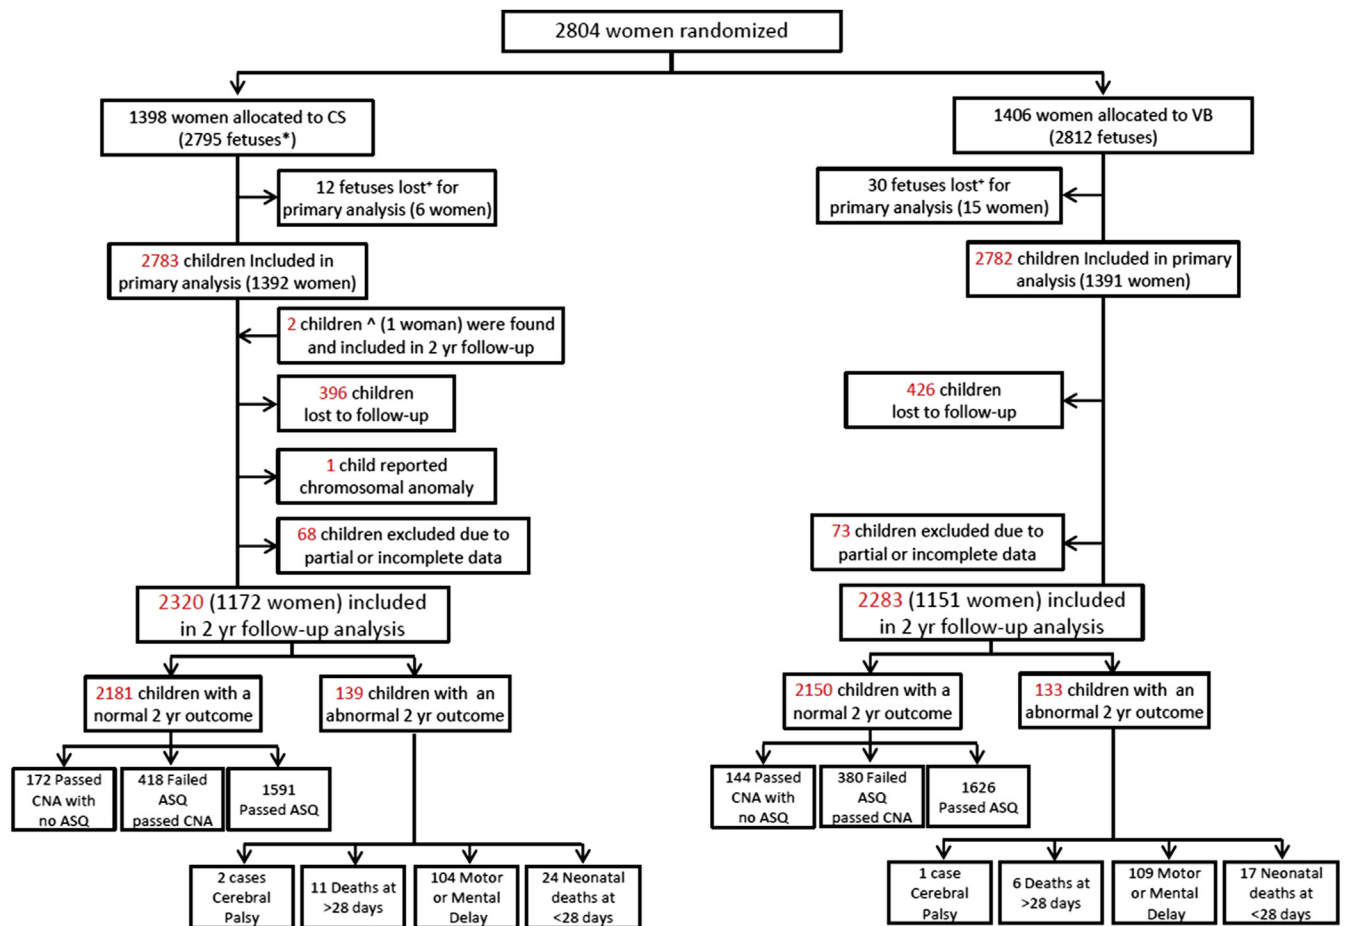 2804 women randomized
1398 women allocated to CS
(2795 fetuses*)
12 fetuses lost⁺ for
primary analysis (6 women)
2783 children Included in
primary analysis (1392 women)
2 children ^ (1 woman) were found
and included in 2 yr follow-up
396 children
lost to follow-up
1 child reported
chromosomal anomaly
68 children excluded due to
partial or incomplete data
2320 (1172 women) included
in 2 yr follow-up analysis
2181 children with a
normal 2 yr outcome
139 children with an
abnormal 2 yr outcome
172 Passed
CNA with
no ASQ
418 Failed
ASQ
passed CNA
1591
Passed ASQ
2 cases
Cerebral
Palsy
11 Deaths at
>28 days
104 Motor
or Mental
Delay
24 Neonatal
deaths at
<28 days
1406 women allocated to VB
(2812 fetuses)
30 fetuses lost⁺ for
primary analysis (15 women)
2782 children Included in primary
analysis (1391 women)
426 children
lost to follow-up
73 children excluded due to
partial or incomplete data
2283 (1151 women) included
in 2 yr follow-up analysis
2150 children with a
normal 2 yr outcome
133 children with an
abnormal 2 yr outcome
144 Passed
CNA with
no ASQ
380 Failed
ASQ
passed CNA
1626
Passed ASQ
1 case
Cerebral
Palsy
6 Deaths at
>28 days
109 Motor
or Mental
Delay
17 Neonatal
deaths at
<28 days